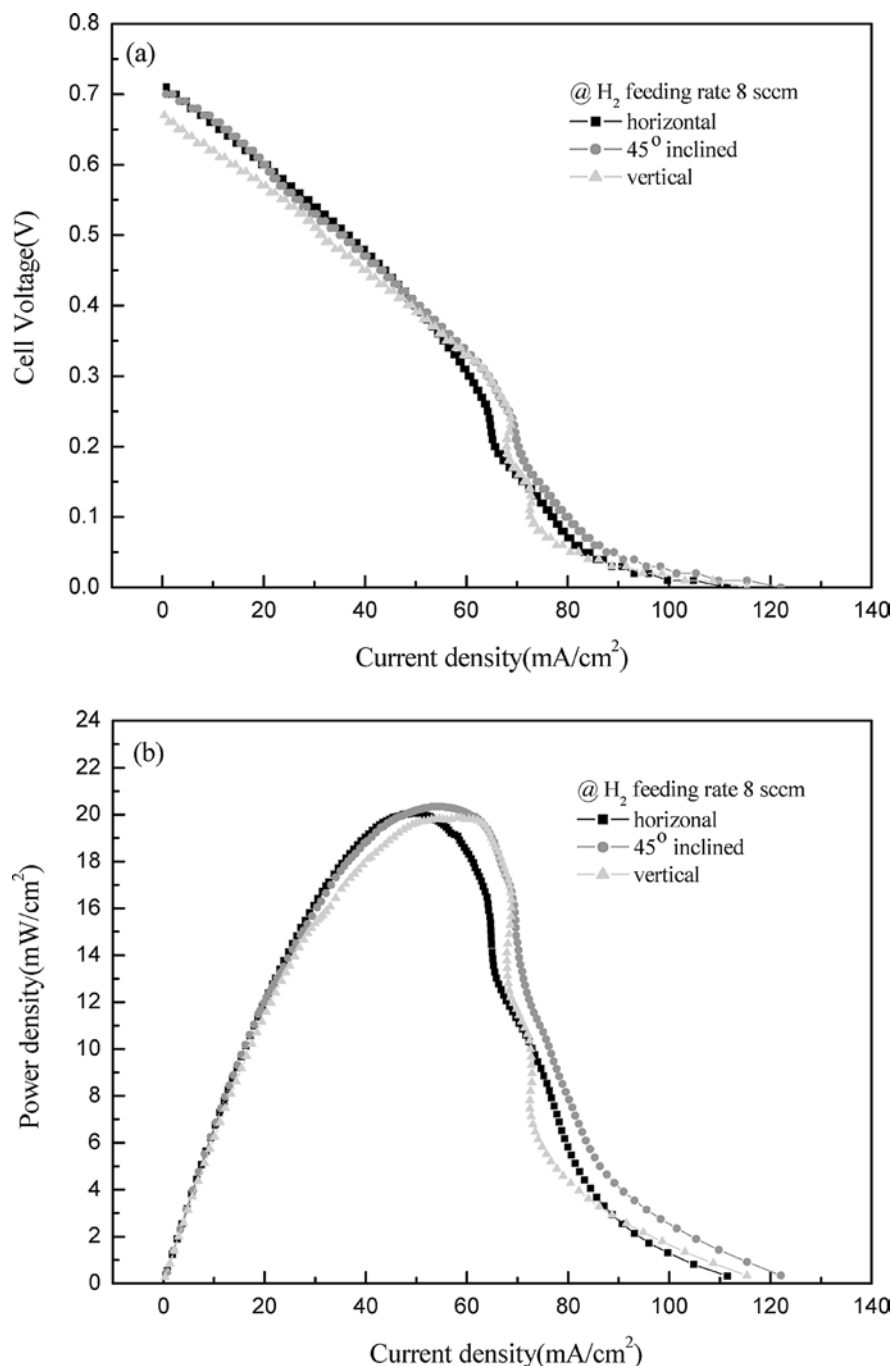 (a)
@ H2 feeding rate 8 sccm
horizontal
45° inclined
vertical
Cell Voltage(V)
0.8
0.7
0.6
0.5
0.4
0.3
0.2
0.1
0.0
0 20 40 60 80 100 120 140
Current density(mA/cm²)
(b)
@ H2 feeding rate 8 sccm
horizonal
45° inclined
vertical
Power density(mW/cm²)
24
22
20
18
16
14
12
10
8
6
4
2
0
0 20 40 60 80 100 120 140
Current density(mA/cm²)